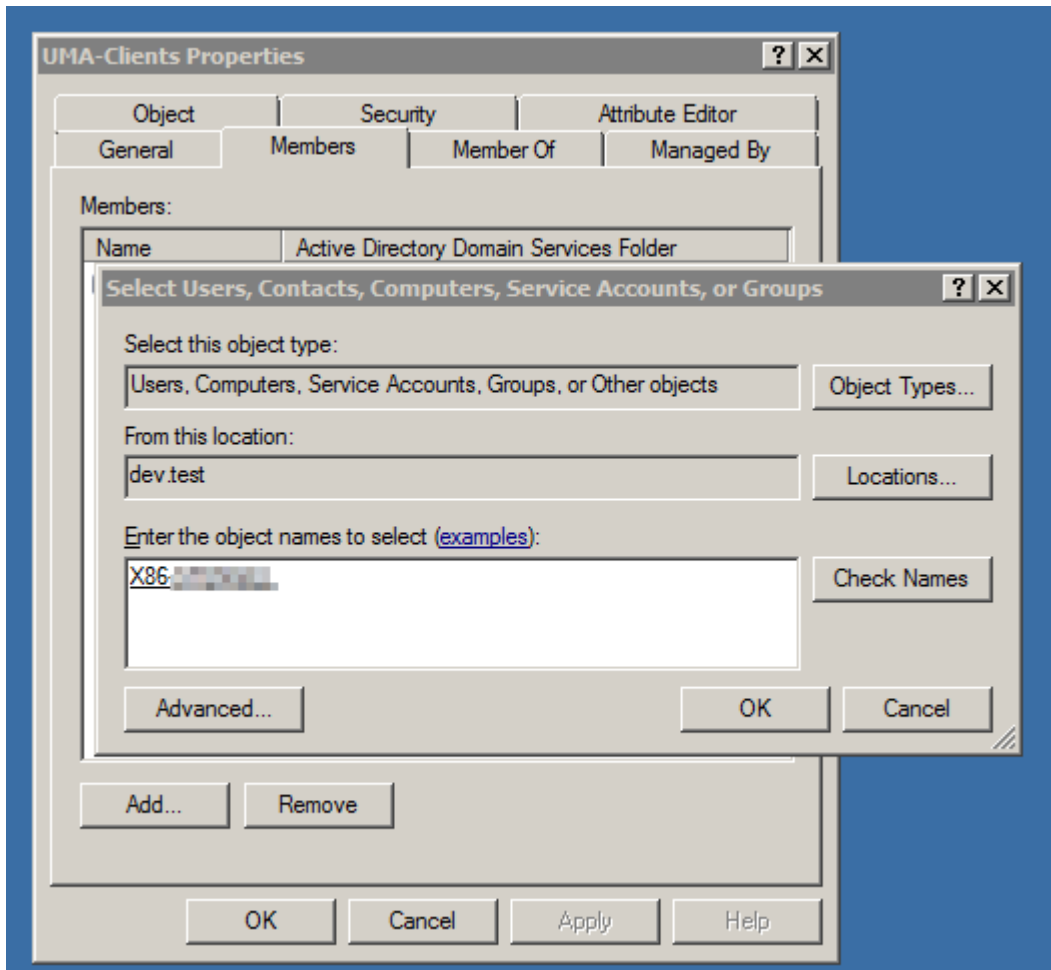 UMA-Clients Properties
Object Security Attribute Editor
General Members Member Of Managed By
Members:
Name Active Directory Domain Services Folder
Select Users, Contacts, Computers, Service Accounts, or Groups
Select this object type:
Users, Computers, Service Accounts, Groups, or Other objects Object Types...
From this location:
dev.test Locations...
Enter the object names to select (examples):
X86 Check Names
Advanced... OK Cancel
Add... Remove
OK Cancel Apply Help